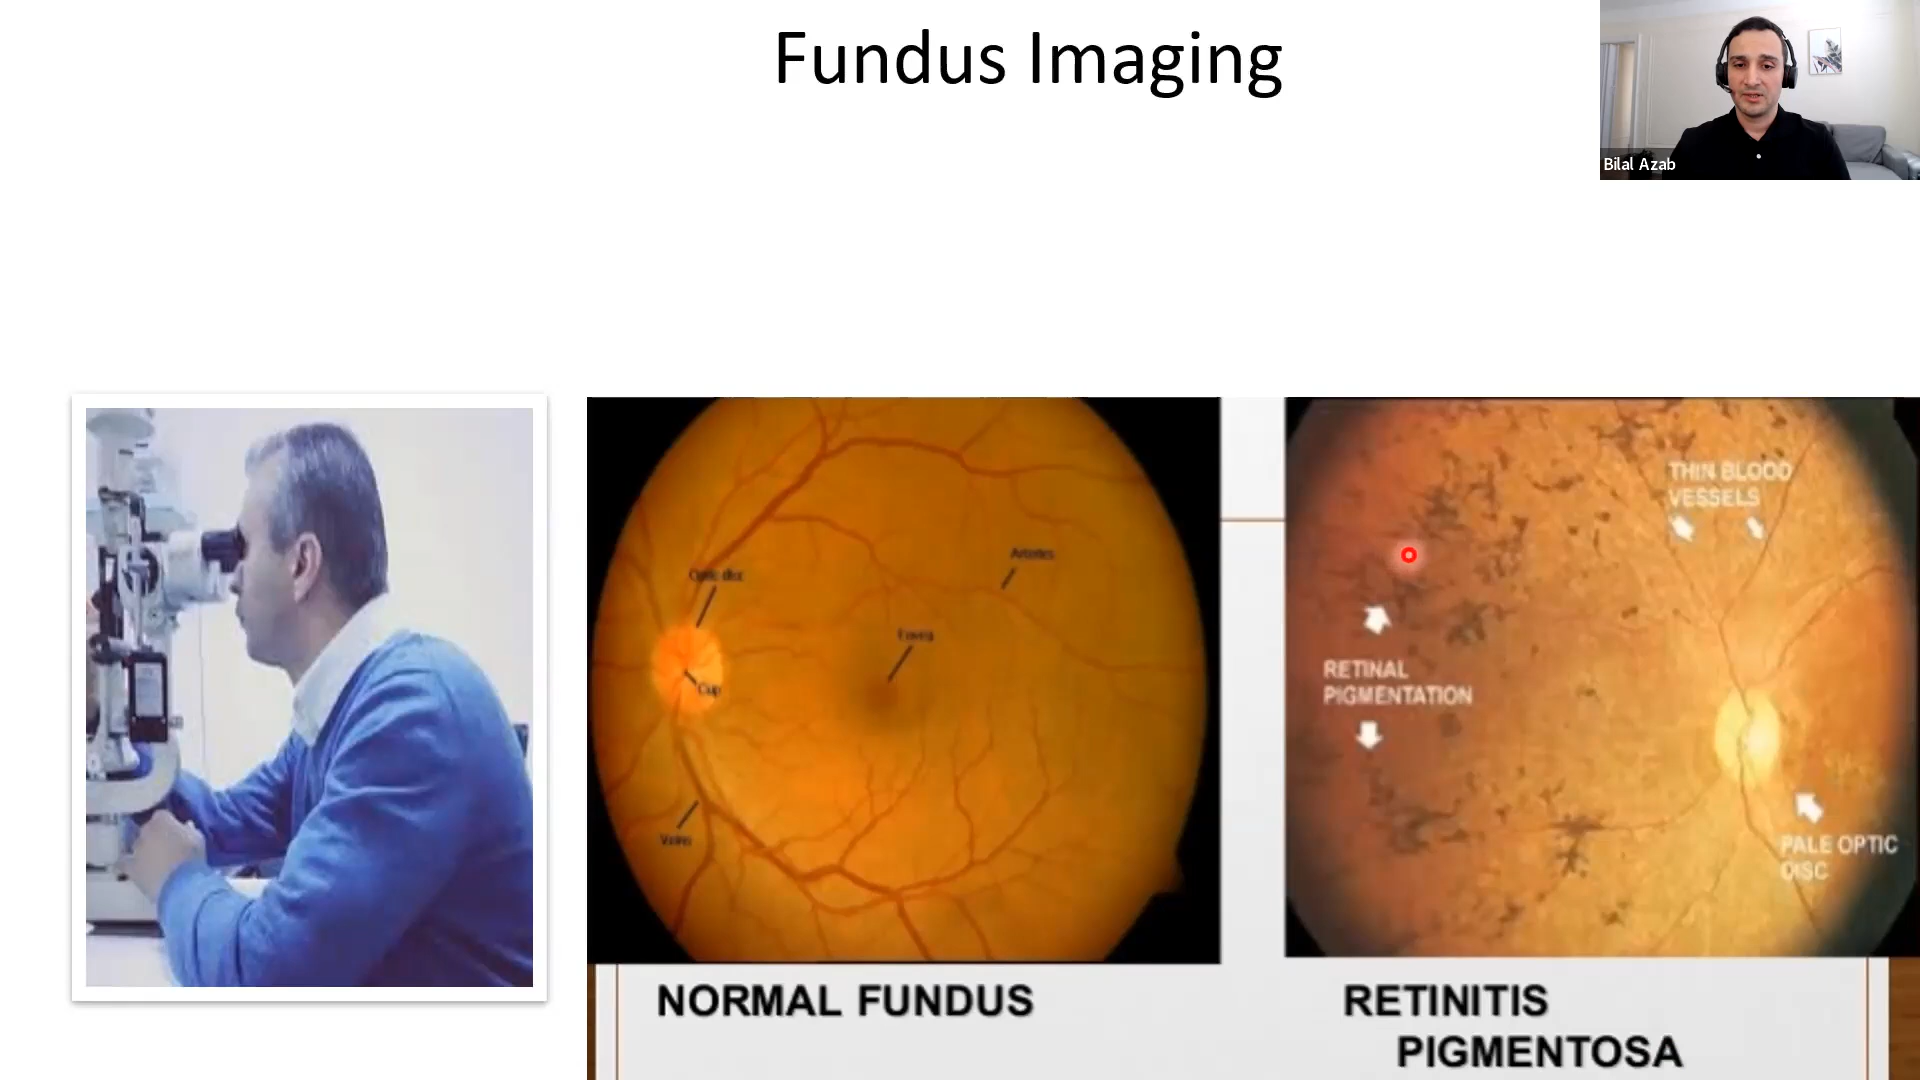 Fundus Imaging
Bilal Azab
Optic disc
Arteries
Fovea
Cup
Veins
THIN BLOOD
VESSELS
RETINAL
PIGMENTATION
PALE OPTIC
DISC
NORMAL FUNDUS
RETINITIS
PIGMENTOSA